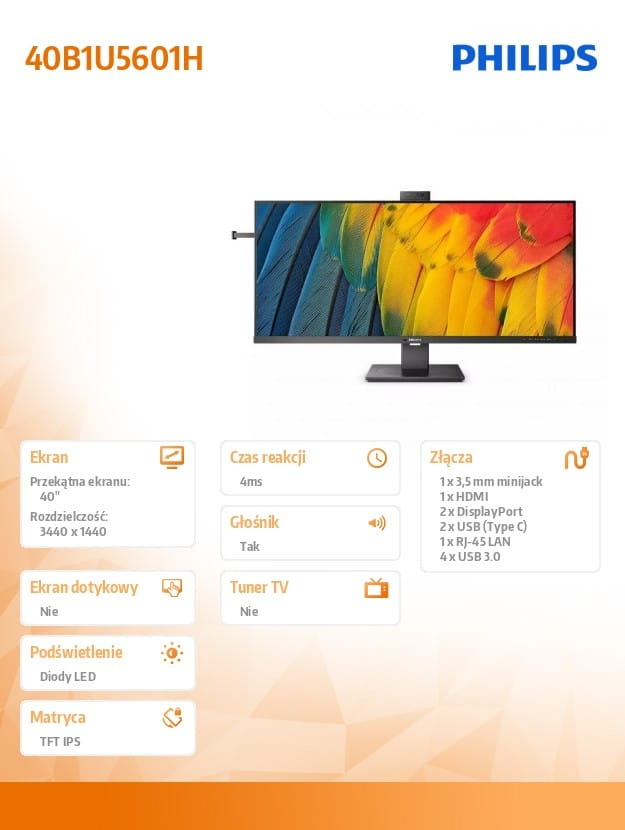 40B1U5601H
PHILIPS
Ekran
Przekątna ekranu:
40"
Rozdzielczość:
3440 x 1440
Ekran dotykowy
Nie
Podświetlenie
Diody LED
Matryca
TFT IPS
Czas reakcji
4ms
Głośnik
Tak
Tuner TV
Nie
Złącza
1 x 3,5 mm minijack
1 x HDMI
2 x DisplayPort
2 x USB (Type C)
1 x RJ-45 LAN
4 x USB 3.0